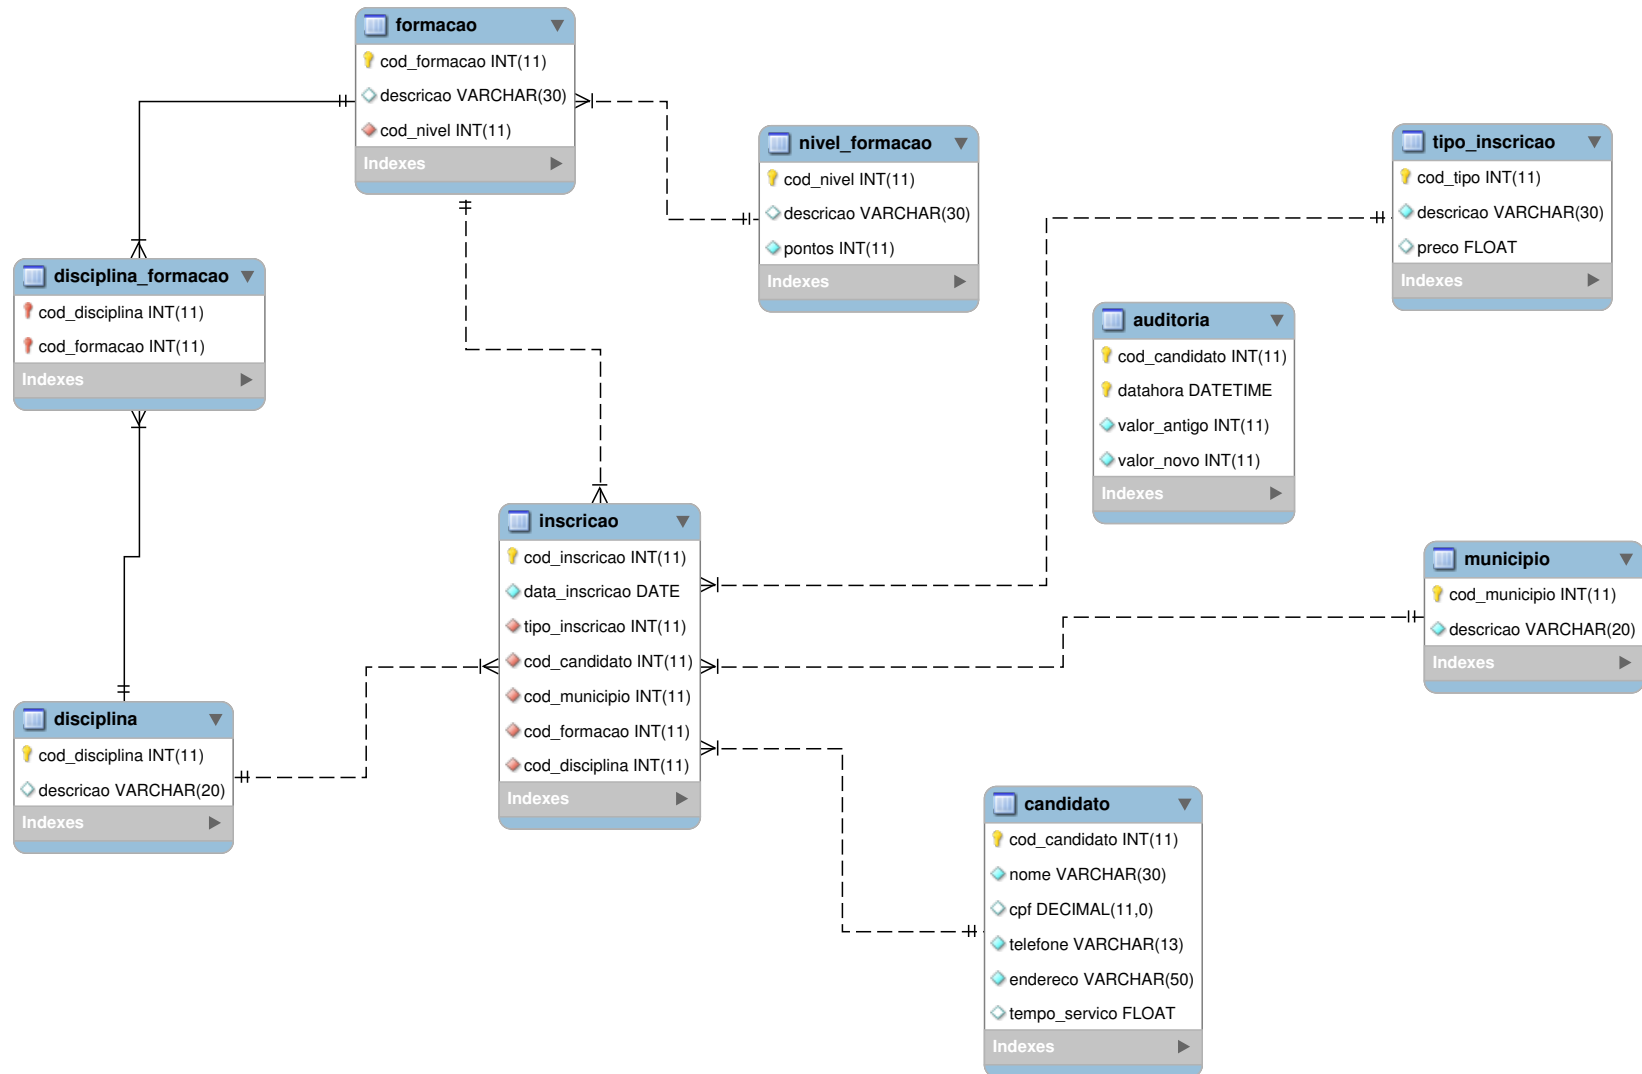 formacao
cod_formacao INT(11)
descricao VARCHAR(30)
cod_nivel INT(11)
Indexes
nivel_formacao
cod_nivel INT(11)
descricao VARCHAR(30)
pontos INT(11)
Indexes
tipo_inscricao
cod_tipo INT(11)
descricao VARCHAR(30)
preco FLOAT
Indexes
disciplina_formacao
cod_disciplina INT(11)
cod_formacao INT(11)
Indexes
auditoria
cod_candidato INT(11)
datahora DATETIME
valor_antigo INT(11)
valor_novo INT(11)
Indexes
inscricao
cod_inscricao INT(11)
data_inscricao DATE
tipo_inscricao INT(11)
cod_candidato INT(11)
cod_municipio INT(11)
cod_formacao INT(11)
cod_disciplina INT(11)
Indexes
municipio
cod_municipio INT(11)
descricao VARCHAR(20)
Indexes
disciplina
cod_disciplina INT(11)
descricao VARCHAR(20)
Indexes
candidato
cod_candidato INT(11)
nome VARCHAR(30)
cpf DECIMAL(11,0)
telefone VARCHAR(13)
endereco VARCHAR(50)
tempo_servico FLOAT
Indexes